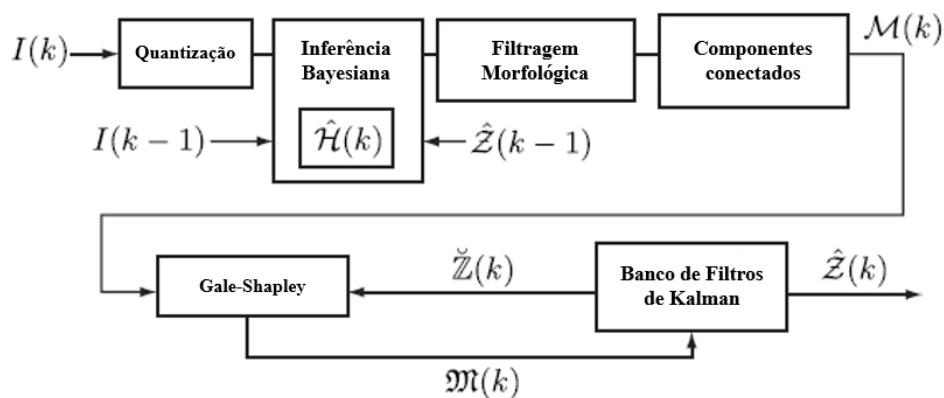 I(k)
Quantização
Inferência
Bayesiana
Filtragem
Morfológica
Componentes
conectados
ℳ(k)
I(k − 1)
ℋ̂(k)
𝒵̂(k − 1)
Gale-Shapley
ℤ̆(k)
Banco de Filtros
de Kalman
𝒵̂(k)
𝔐(k)